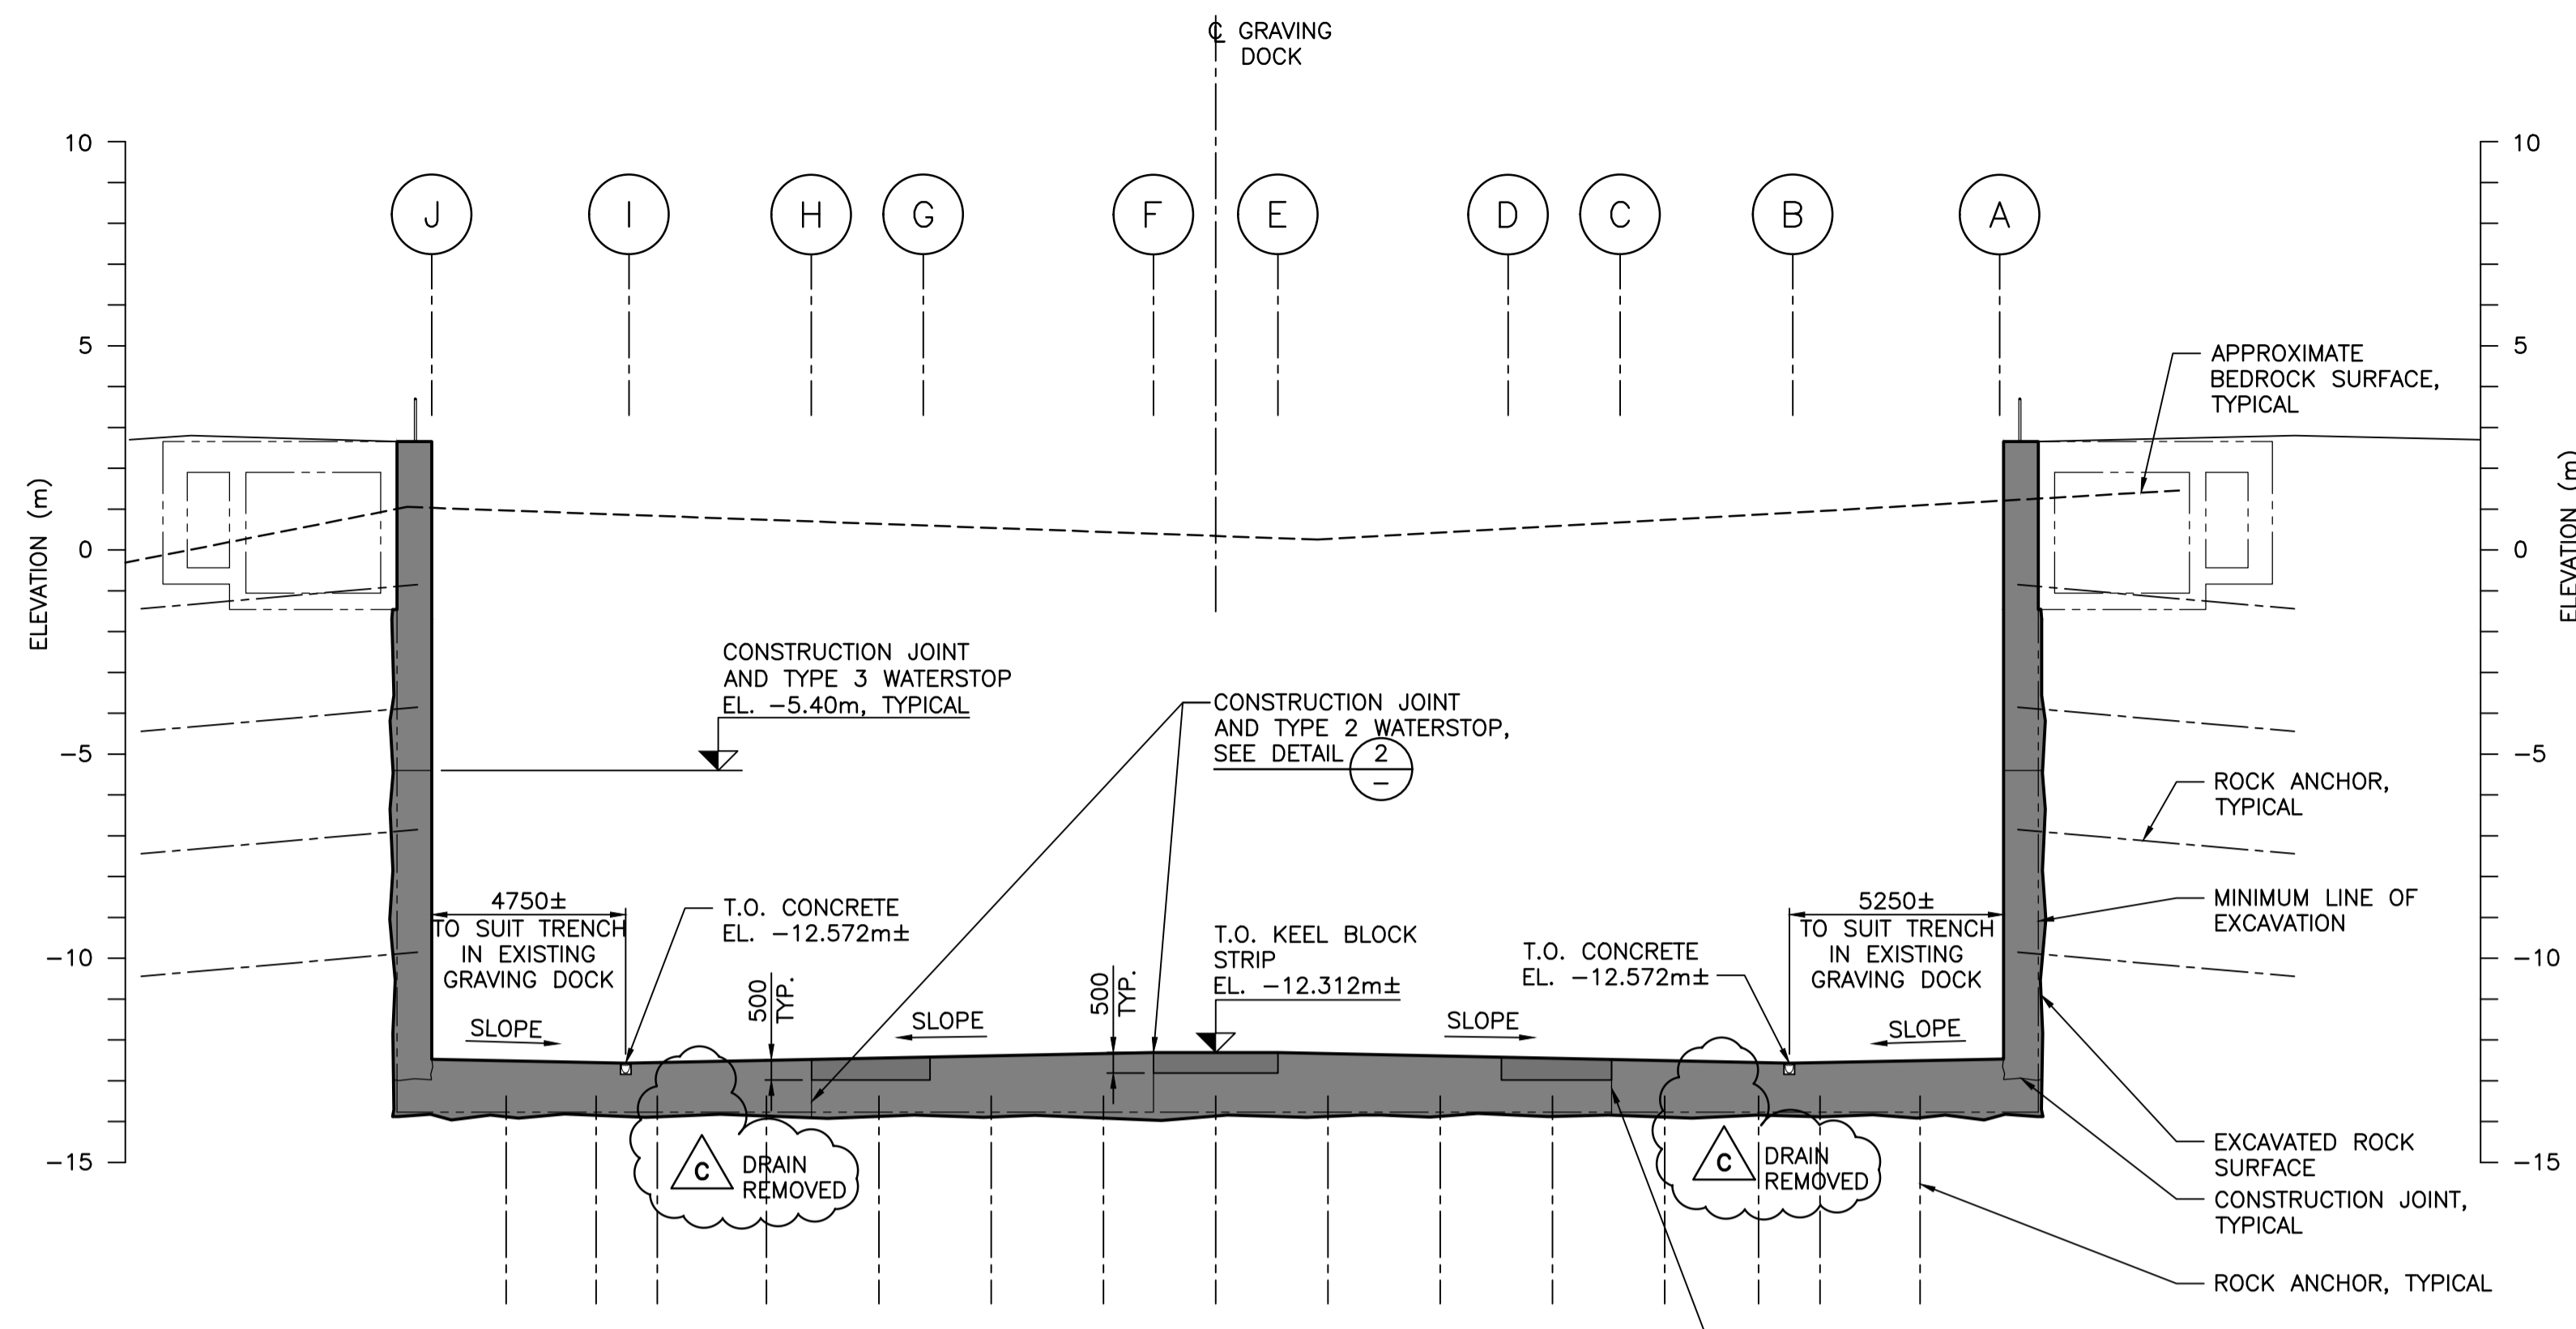 ℄ GRAVING
DOCK
10
5
0
−5
−10
−15
ELEVATION (m)
J
I
H
G
F
E
D
C
B
A
10
5
0
−5
−10
−15
ELEVATION (m)
APPROXIMATE
BEDROCK SURFACE,
TYPICAL
CONSTRUCTION JOINT
AND TYPE 3 WATERSTOP
EL. −5.40m, TYPICAL
CONSTRUCTION JOINT
AND TYPE 2 WATERSTOP,
SEE DETAIL 2
−
ROCK ANCHOR,
TYPICAL
MINIMUM LINE OF
EXCAVATION
4750±
TO SUIT TRENCH
IN EXISTING
GRAVING DOCK
T.O. CONCRETE
EL. −12.572m±
T.O. KEEL BLOCK
STRIP
EL. −12.312m±
T.O. CONCRETE
EL. −12.572m±
5250±
TO SUIT TRENCH
IN EXISTING
GRAVING DOCK
500
TYP.
500
TYP.
SLOPE
SLOPE
SLOPE
SLOPE
C
DRAIN
REMOVED
C
DRAIN
REMOVED
EXCAVATED ROCK
SURFACE
CONSTRUCTION JOINT,
TYPICAL
ROCK ANCHOR, TYPICAL